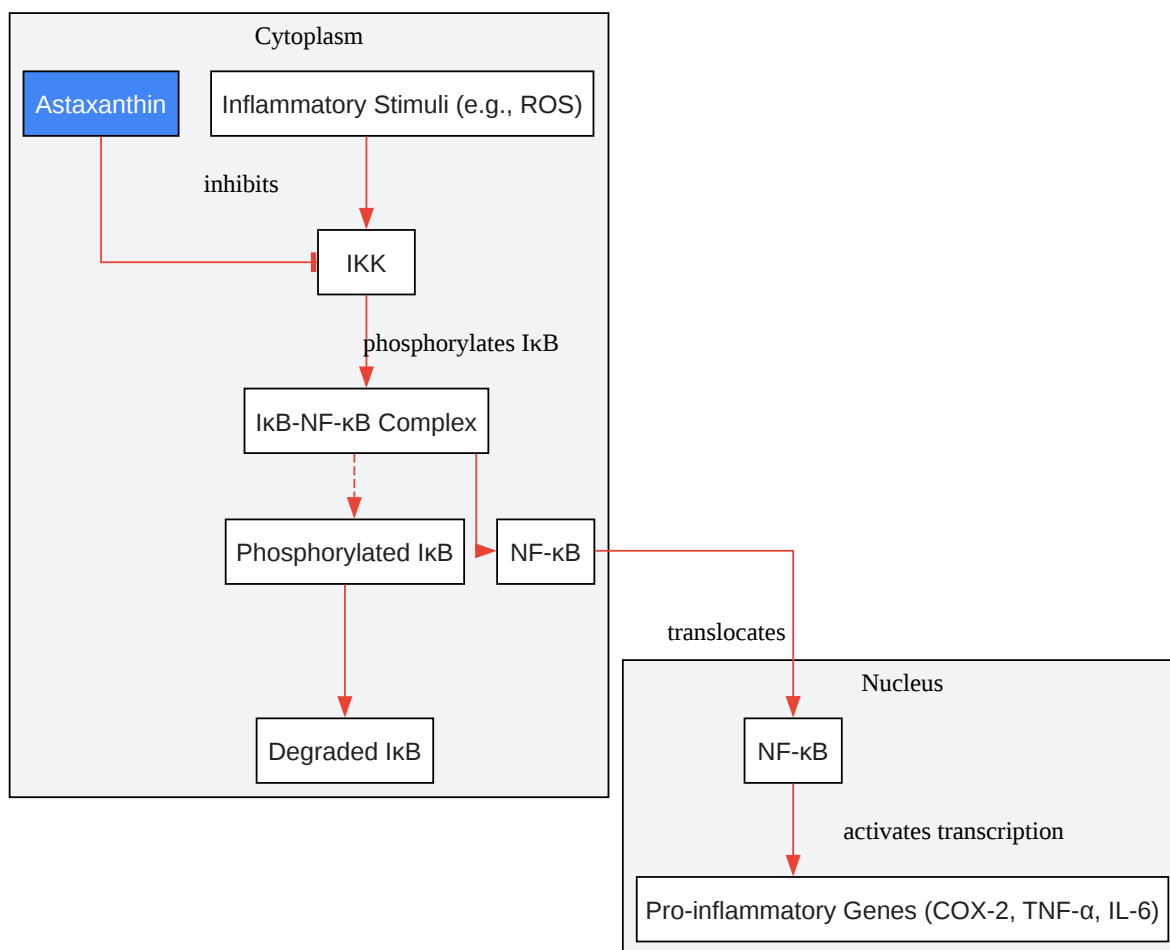 Cytoplasm
Astaxanthin
Inflammatory Stimuli (e.g., ROS)
inhibits
IKK
phosphorylates IκB
IκB-NF-κB Complex
Phosphorylated IκB
NF-κB
translocates
Nucleus
Degraded IκB
NF-κB
activates transcription
Pro-inflammatory Genes (COX-2, TNF-α, IL-6)